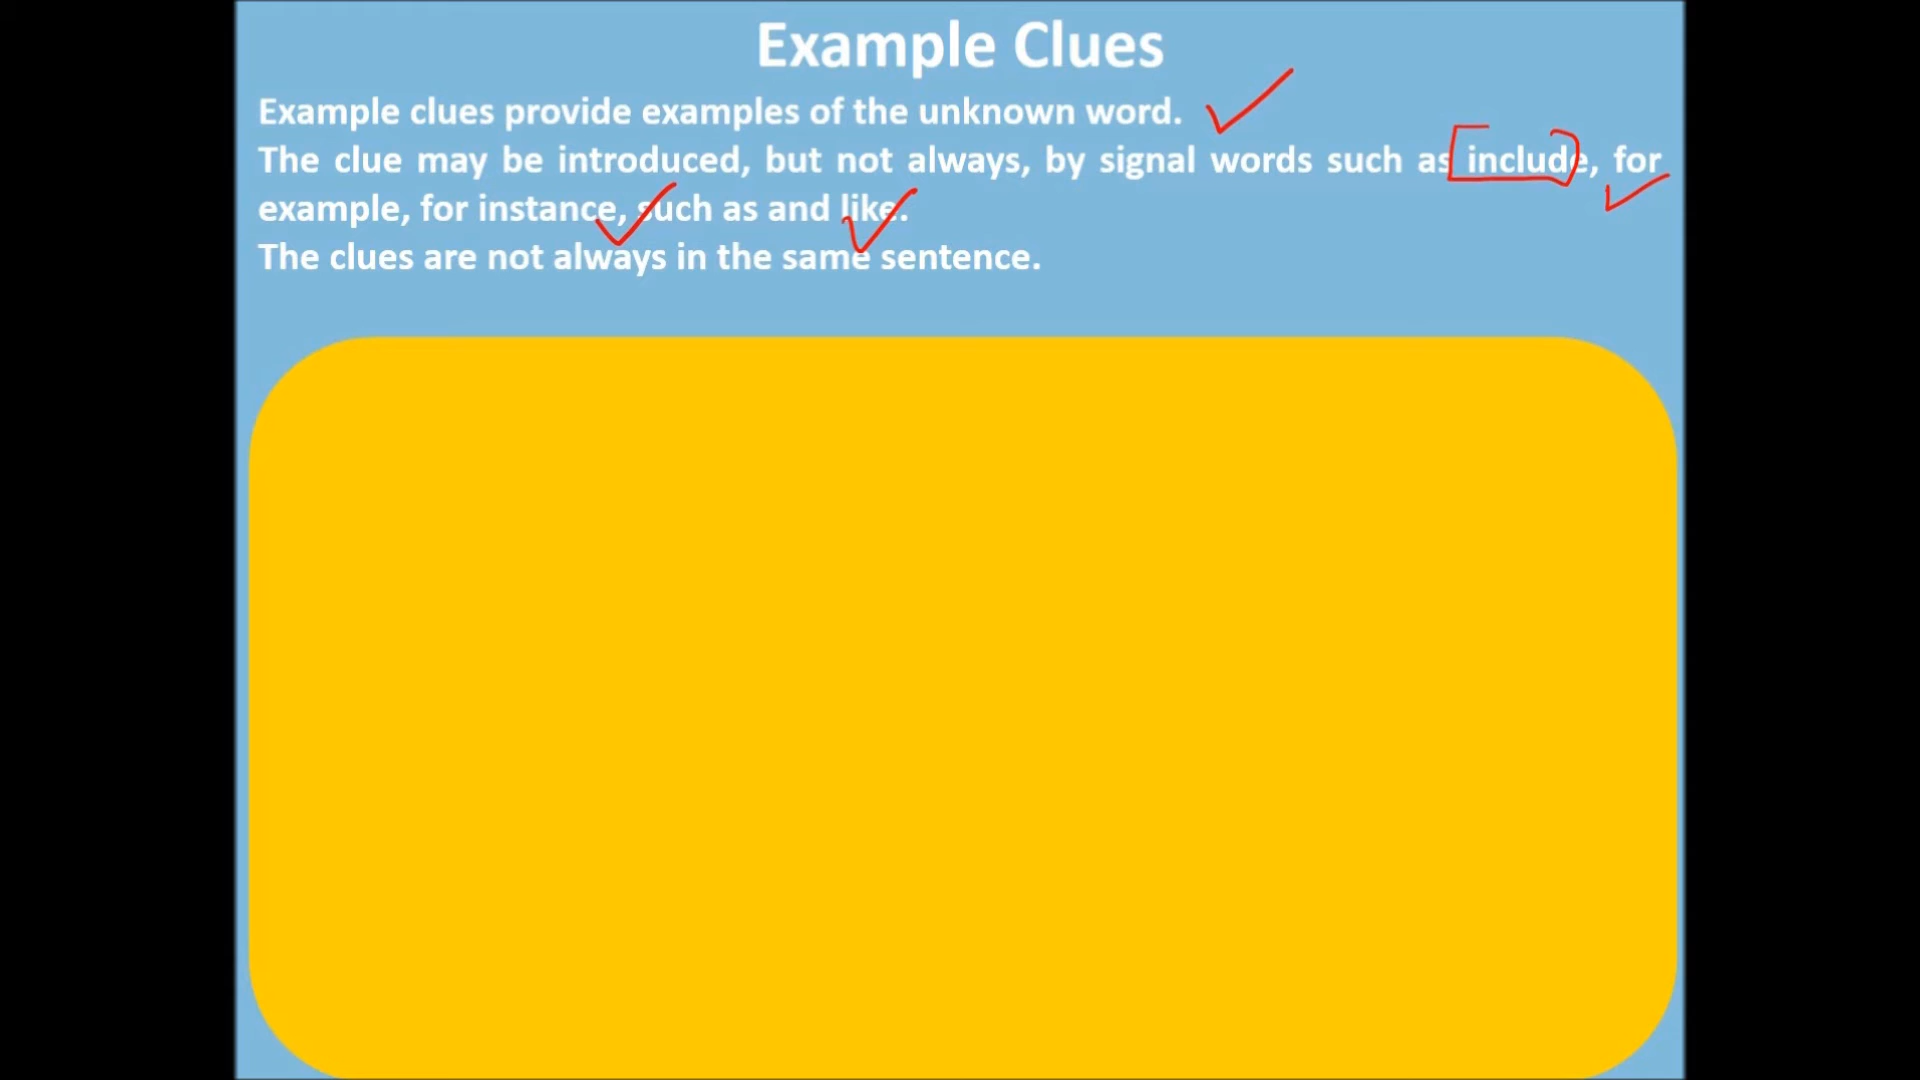 Example Clues
Example clues provide examples of the unknown word.
The clue may be introduced, but not always, by signal words such as include, for
example, for instance, such as and like.
The clues are not always in the same sentence.